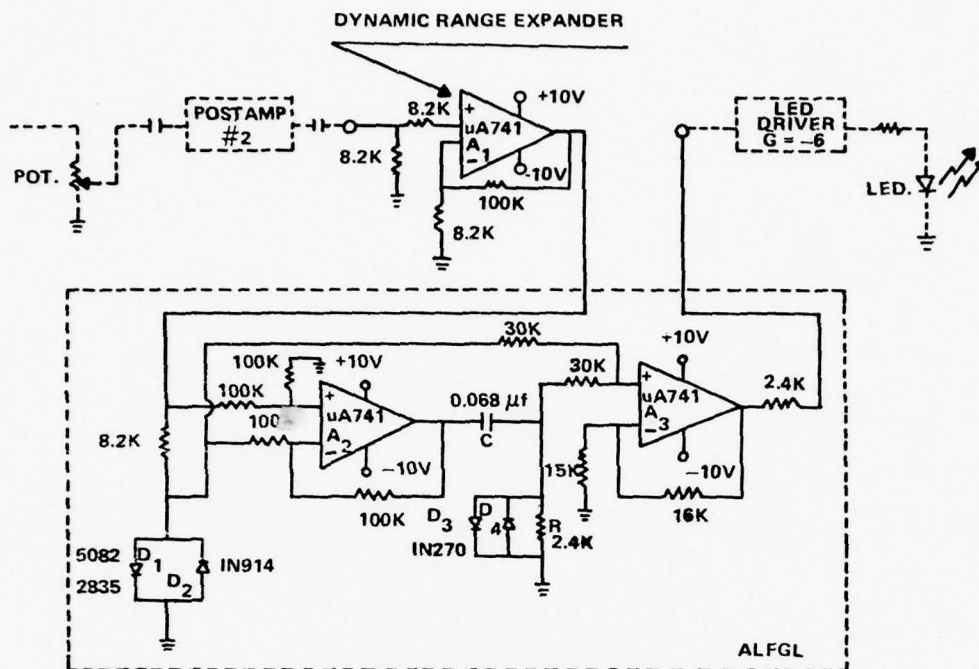 DYNAMIC RANGE EXPANDER
POSTAMP
#2
POT.
8.2K
8.2K
+
uA741
A1
−
+10V
-10V
100K
8.2K
LED
DRIVER
G = −6
LED.
30K
100K
+10V
100K
100
+
uA741
A2
−
−10V
100K
8.2K
0.068 µf
C
30K
+10V
+
uA741
A3
−
−10V
2.4K
15K
16K
D3
D4
IN270
R
2.4K
5082
2835
D1
D2
IN914
ALFGL